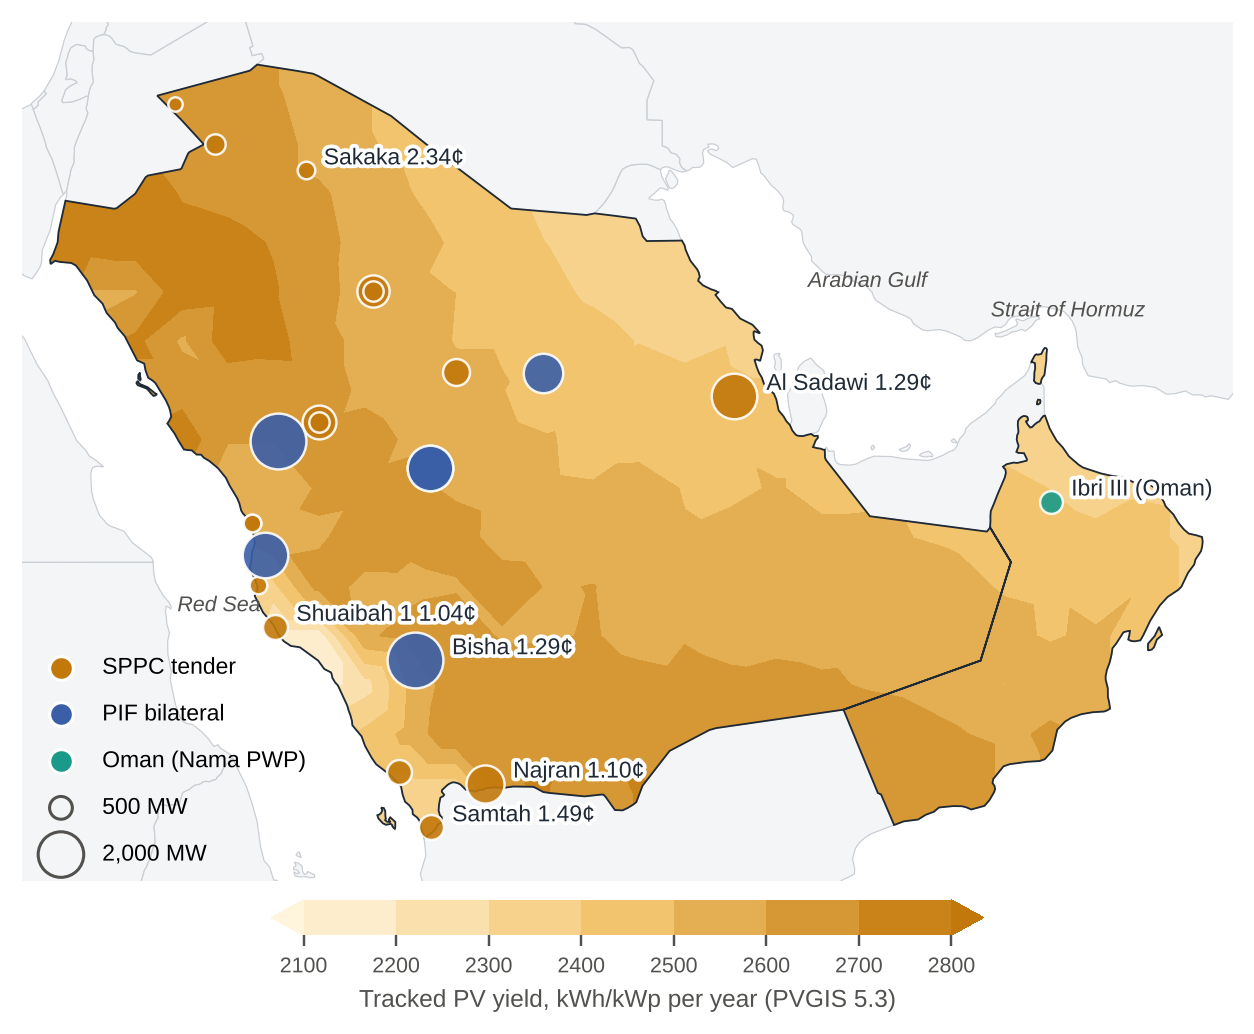 Sakaka 2.34¢
Arabian Gulf
Strait of Hormuz
Al Sadawi 1.29¢
Ibri III (Oman)
Red Sea
Shuaibah 1 1.04¢
Bisha 1.29¢
SPPC tender
PIF bilateral
Oman (Nama PWP)
500 MW
2,000 MW
Najran 1.10¢
Samtah 1.49¢
2100 2200 2300 2400 2500 2600 2700 2800
Tracked PV yield, kWh/kWp per year (PVGIS 5.3)